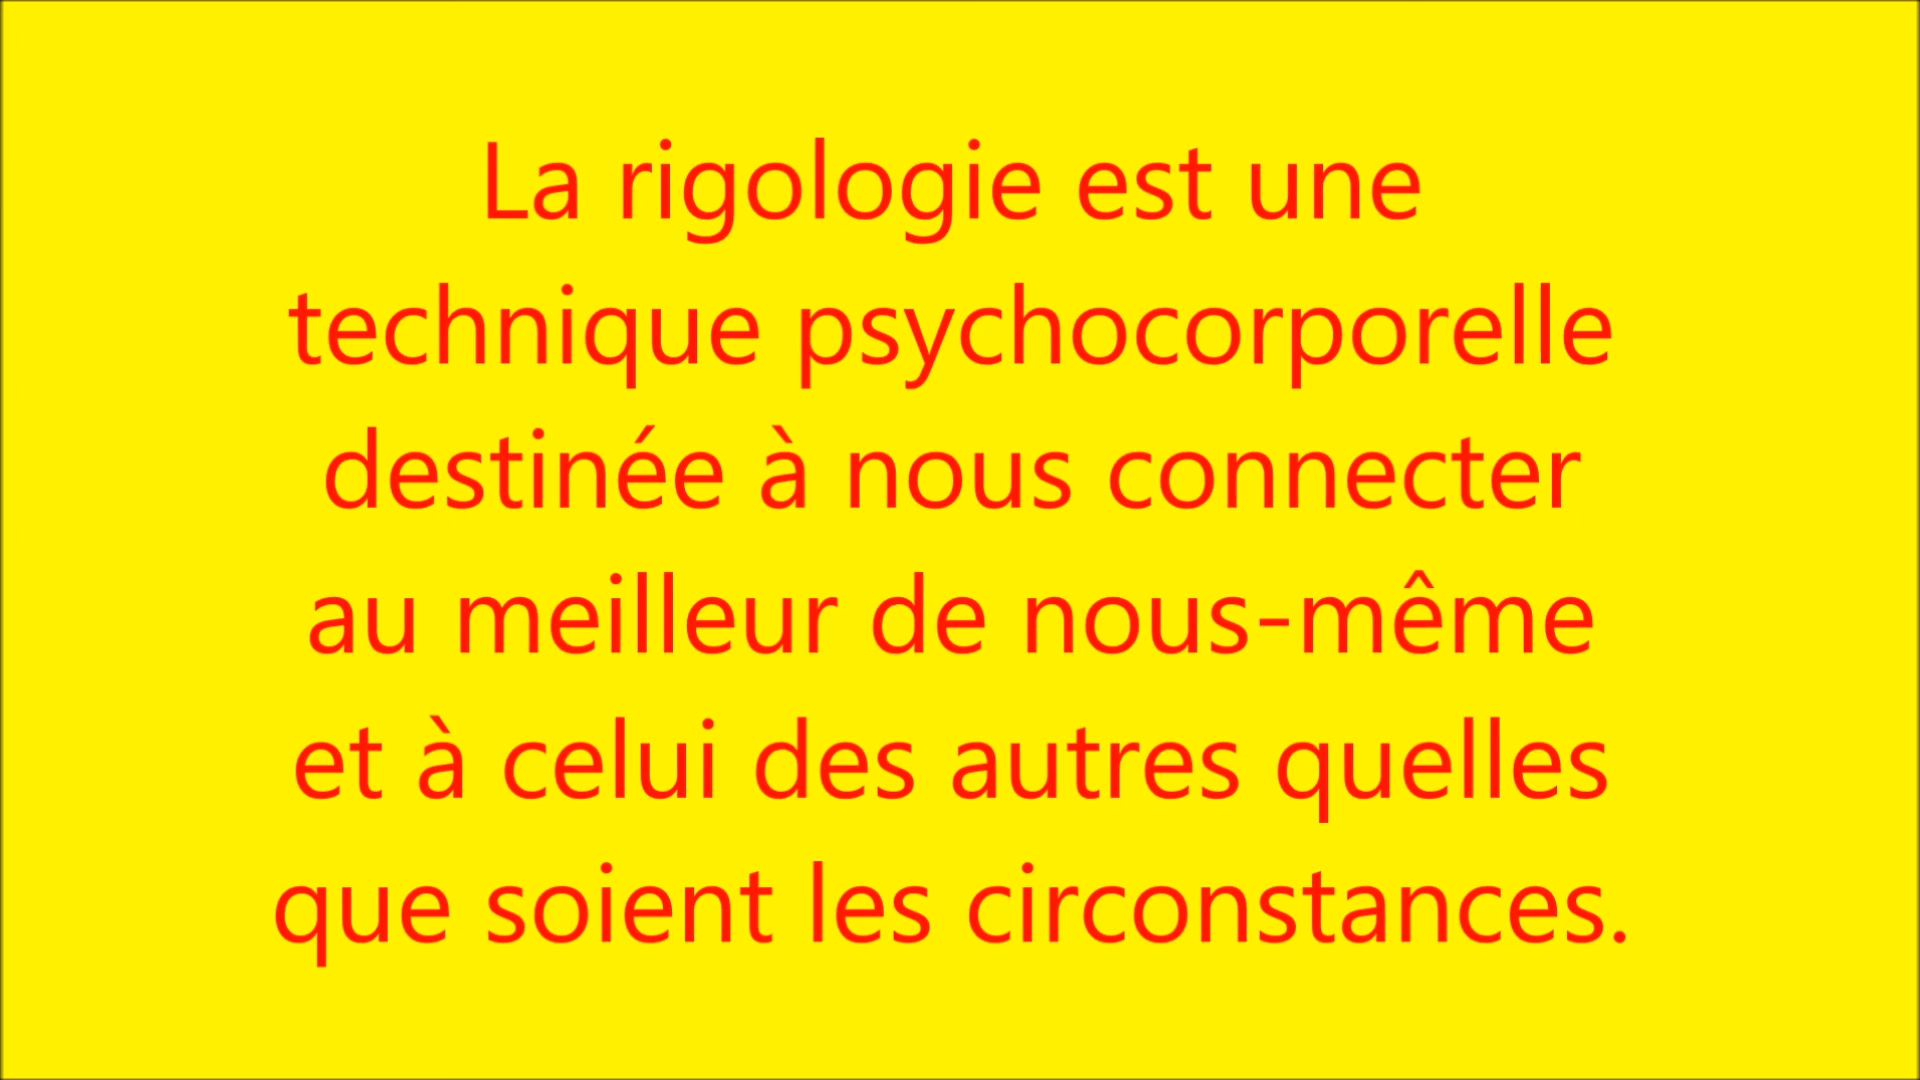 La rigologie est une
technique psychocorporelle
destinée à nous connecter
au meilleur de nous-même
et à celui des autres quelles
que soient les circonstances.